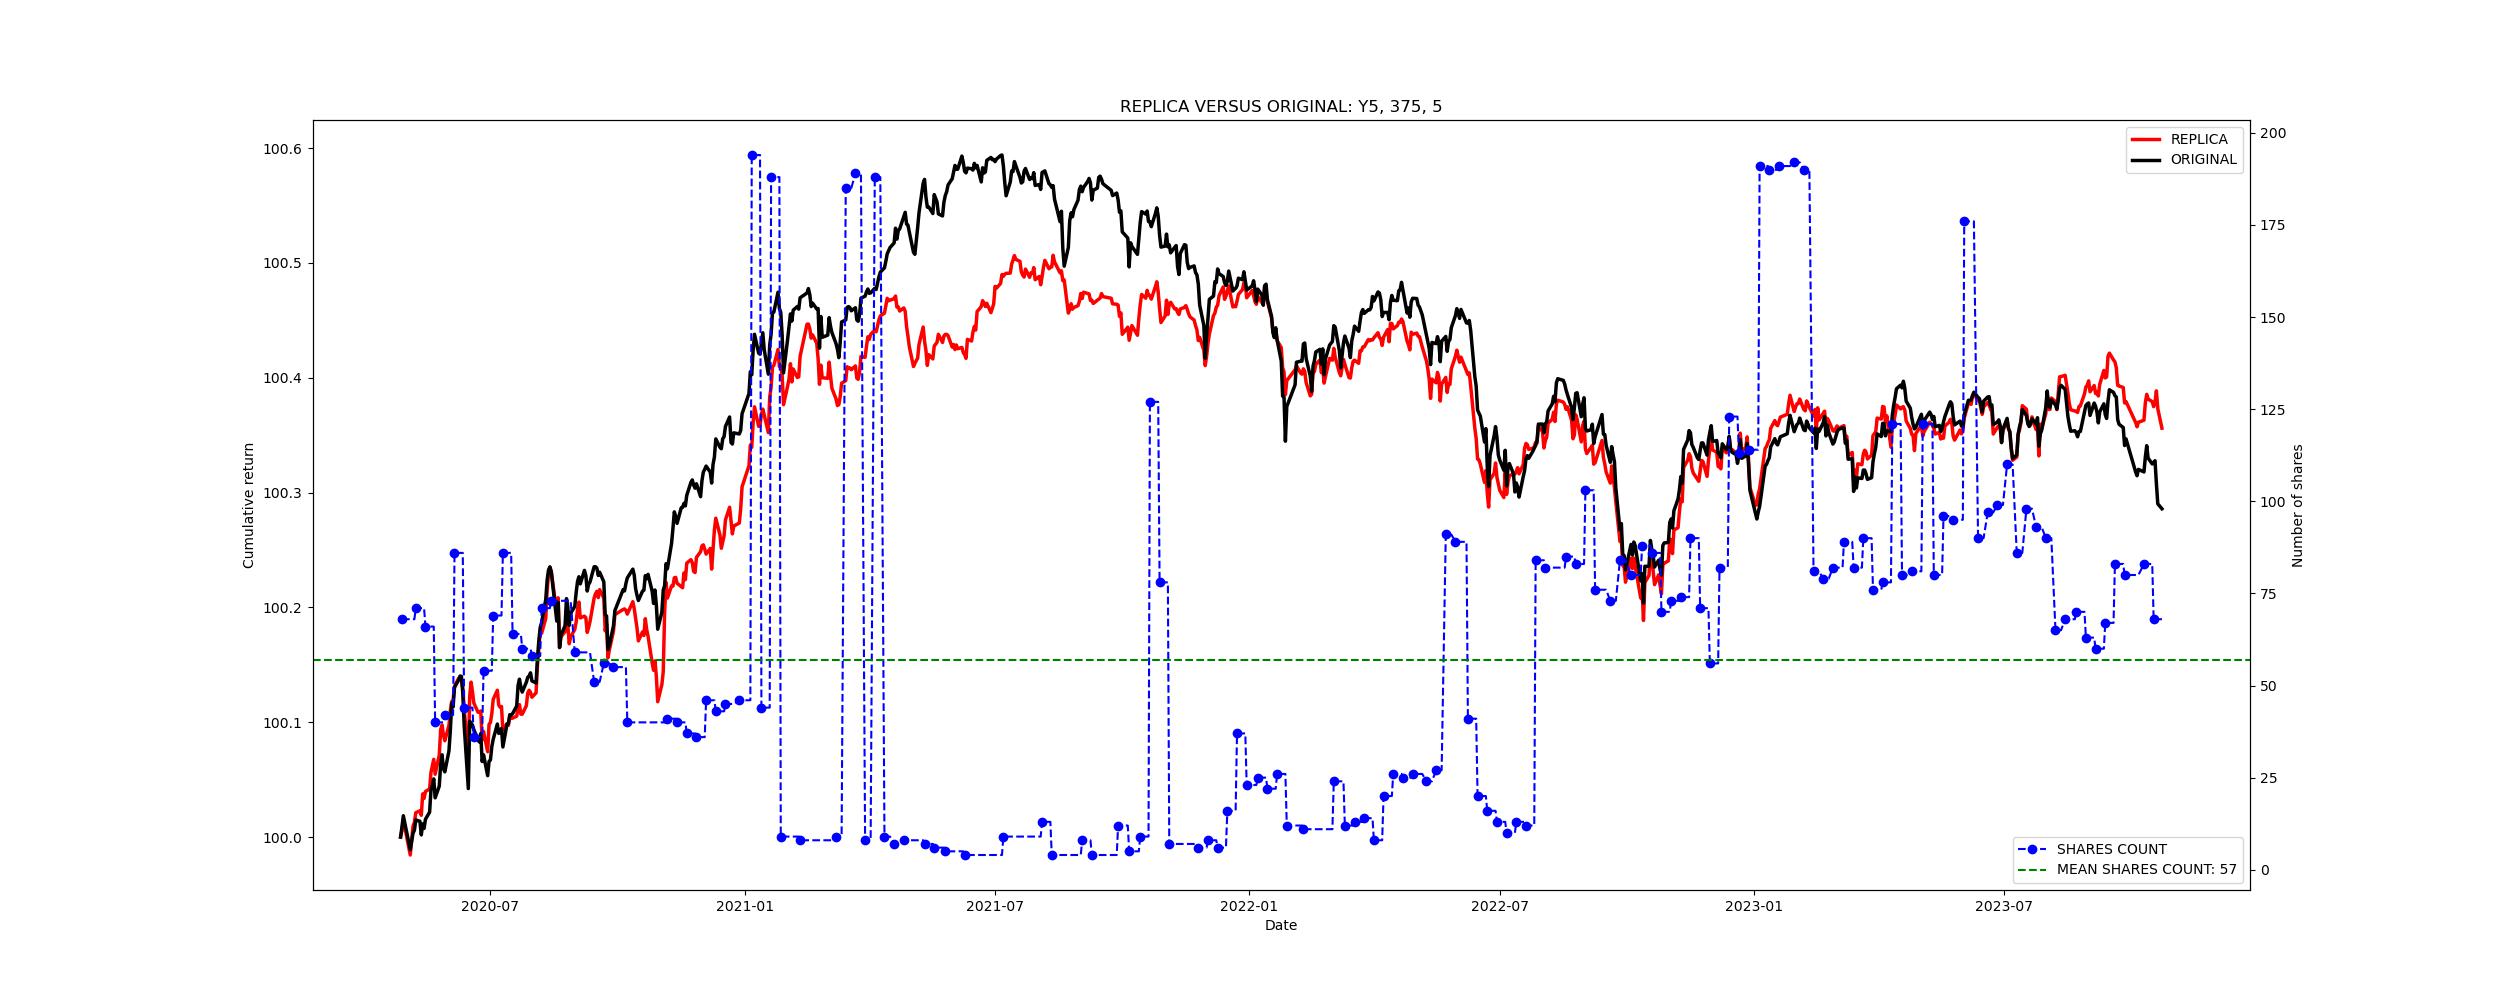 REPLICA VERSUS ORIGINAL: Y5, 375, 5
REPLICA
ORIGINAL
100.6
100.5
100.4
100.3
100.2
100.1
100.0
Cumulative return
200
175
150
125
100
75
50
25
0
Number of shares
SHARES COUNT
MEAN SHARES COUNT: 57
2020-07
2021-01
2021-07
2022-01
2022-07
2023-01
2023-07
Date